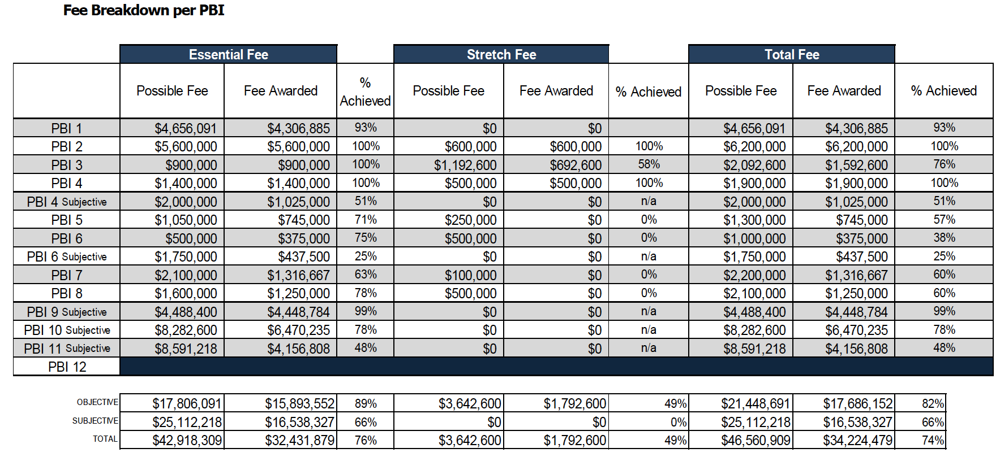 Fee Breakdown per PBI
Essential Fee Stretch Fee Total Fee
Possible Fee Fee Awarded % Achieved Possible Fee Fee Awarded % Achieved Possible Fee Fee Awarded % Achieved
PBI 1 $4,656,091 $4,306,885 93% $0 $0 $4,656,091 $4,306,885 93%
PBI 2 $5,600,000 $5,600,000 100% $600,000 $600,000 100% $6,200,000 $6,200,000 100%
PBI 3 $900,000 $900,000 100% $1,192,600 $692,600 58% $2,092,600 $1,592,600 76%
PBI 4 $1,400,000 $1,400,000 100% $500,000 $500,000 100% $1,900,000 $1,900,000 100%
PBI 4 Subjective $2,000,000 $1,025,000 51% $0 $0 n/a $2,000,000 $1,025,000 51%
PBI 5 $1,050,000 $745,000 71% $250,000 $0 0% $1,300,000 $745,000 57%
PBI 6 $500,000 $375,000 75% $500,000 $0 0% $1,000,000 $375,000 38%
PBI 6 Subjective $1,750,000 $437,500 25% $0 $0 n/a $1,750,000 $437,500 25%
PBI 7 $2,100,000 $1,316,667 63% $100,000 $0 0% $2,200,000 $1,316,667 60%
PBI 8 $1,600,000 $1,250,000 78% $500,000 $0 0% $2,100,000 $1,250,000 60%
PBI 9 Subjective $4,488,400 $4,448,784 99% $0 $0 n/a $4,488,400 $4,448,784 99%
PBI 10 Subjective $8,282,600 $6,470,235 78% $0 $0 n/a $8,282,600 $6,470,235 78%
PBI 11 Subjective $8,591,218 $4,156,808 48% $0 $0 n/a $8,591,218 $4,156,808 48%
PBI 12
OBJECTIVE $17,806,091 $15,893,552 89% $3,642,600 $1,792,600 49% $21,448,691 $17,686,152 82%
SUBJECTIVE $25,112,218 $16,538,327 66% $0 $0 0% $25,112,218 $16,538,327 66%
TOTAL $42,918,309 $32,431,879 76% $3,642,600 $1,792,600 49% $46,560,909 $34,224,479 74%